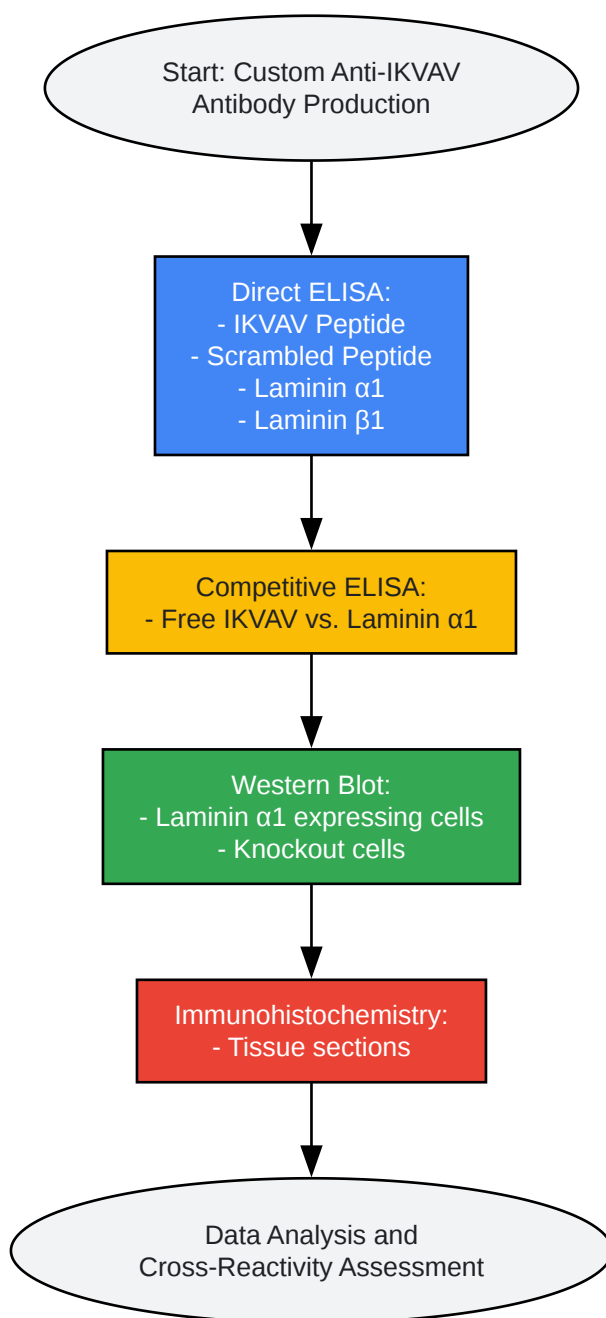 Start: Custom Anti-IKVAV
Antibody Production
Direct ELISA:
- IKVAV Peptide
- Scrambled Peptide
- Laminin α1
- Laminin β1
Competitive ELISA:
- Free IKVAV vs. Laminin α1
Western Blot:
- Laminin α1 expressing cells
- Knockout cells
Immunohistochemistry:
- Tissue sections
Data Analysis and
Cross-Reactivity Assessment